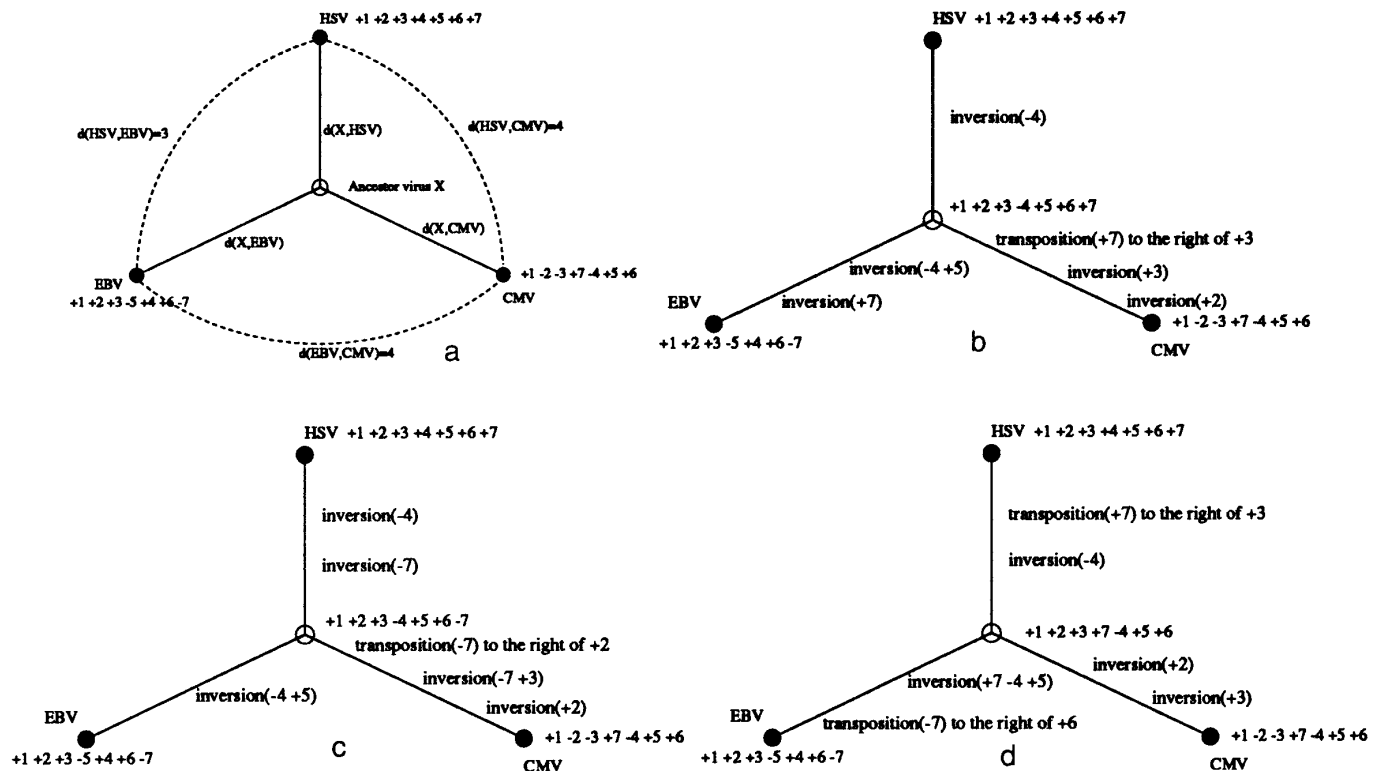 HSV +1 +2 +3 +4 +5 +6 +7
d(HSV,EBV)=3
d(X,HSV)
d(HSV,CMV)=4
Ancestor virus X
d(X,EBV)
d(X,CMV)
EBV
+1 +2 +3 -5 +4 +6 -7
+1 -2 -3 +7 -4 +5 +6
CMV
d(EBV,CMV)=4
a
HSV +1 +2 +3 +4 +5 +6 +7
inversion(-4)
+1 +2 +3 -4 +5 +6 +7
transposition(+7) to the right of +3
inversion(-4 +5)
inversion(+3)
inversion(+7)
inversion(+2)
EBV
+1 +2 +3 -5 +4 +6 -7
+1 -2 -3 +7 -4 +5 +6
CMV
b
HSV +1 +2 +3 +4 +5 +6 +7
inversion(-4)
inversion(-7)
+1 +2 +3 -4 +5 +6 -7
transposition(-7) to the right of +2
inversion(-4 +5)
inversion(-7 +3)
inversion(+2)
EBV
+1 +2 +3 -5 +4 +6 -7
+1 -2 -3 +7 -4 +5 +6
CMV
c
HSV +1 +2 +3 +4 +5 +6 +7
transposition(+7) to the right of +3
inversion(-4)
+1 +2 +3 +7 -4 +5 +6
inversion(+2)
inversion(+7 -4 +5)
inversion(+3)
transposition(-7) to the right of +6
EBV
+1 +2 +3 -5 +4 +6 -7
+1 -2 -3 +7 -4 +5 +6
CMV
d